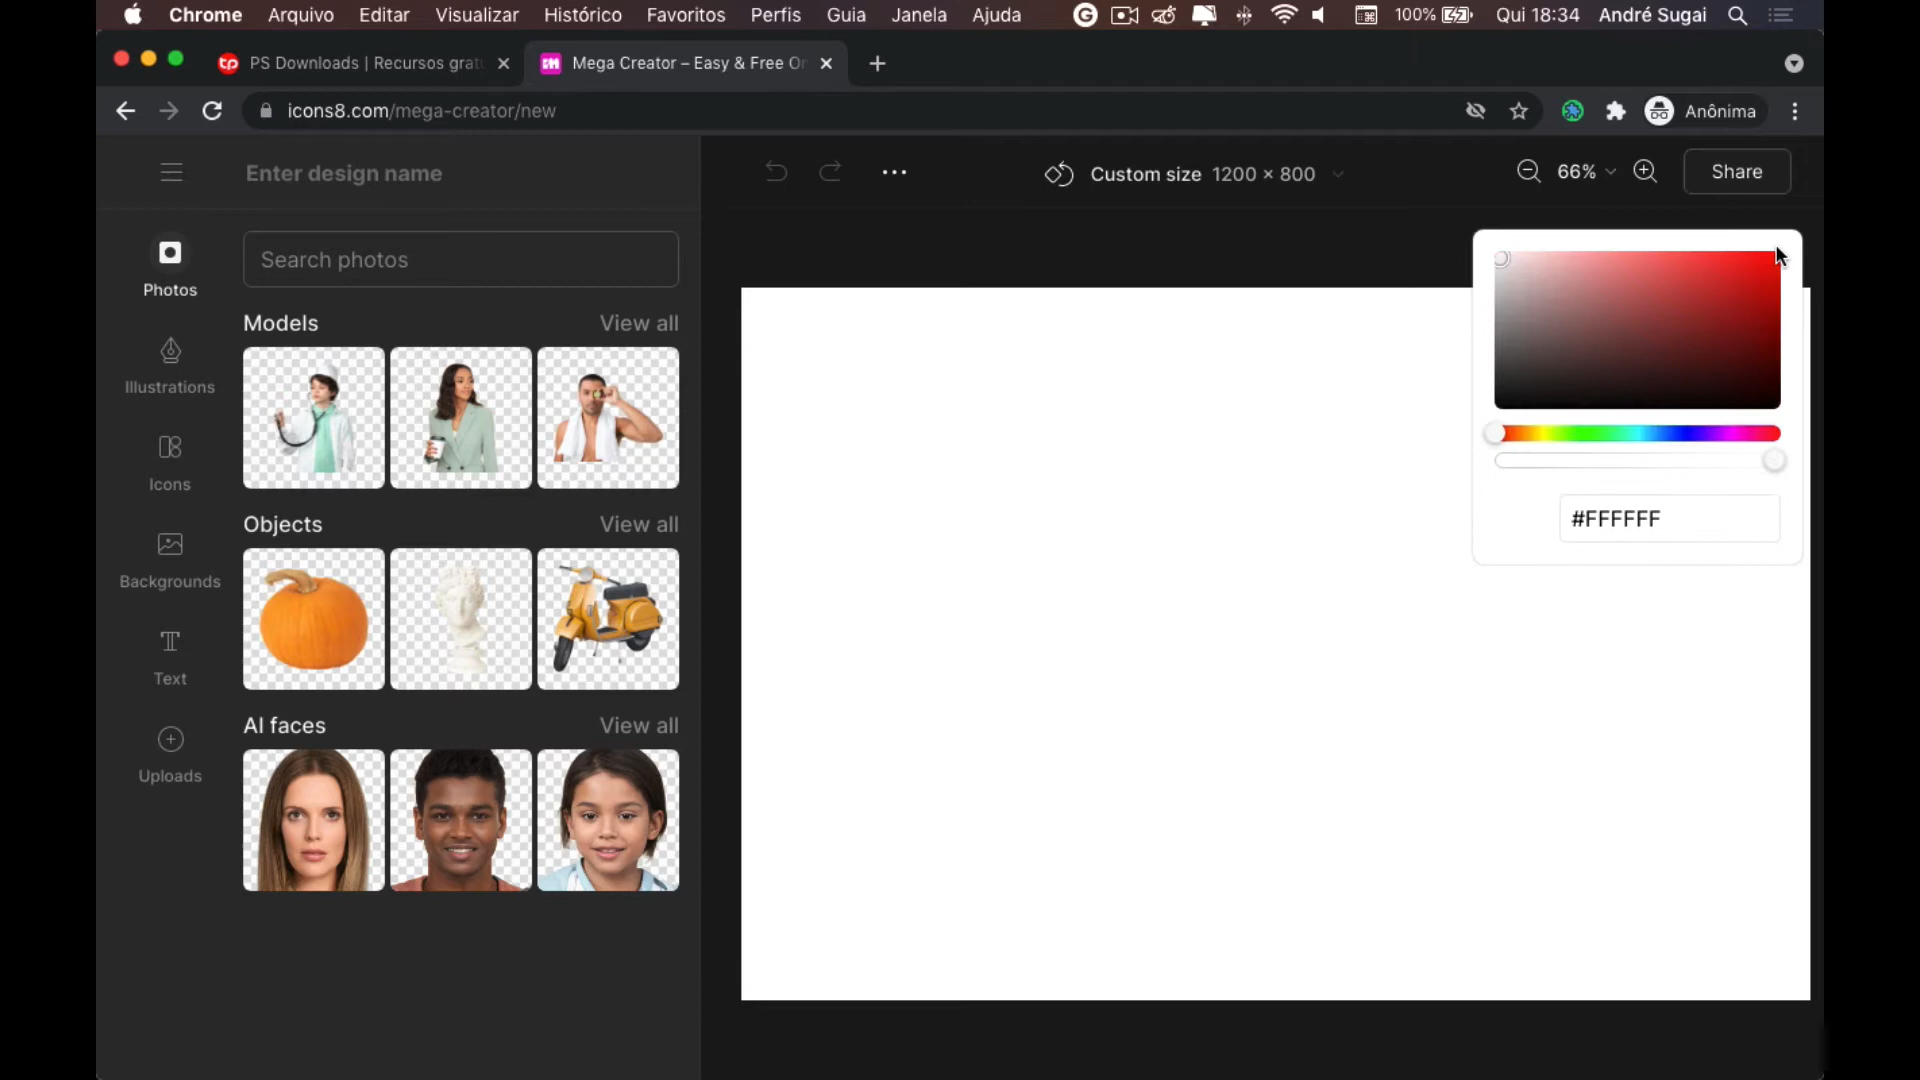 Chrome Arquivo Editar Visualizar Histórico Favoritos Perfis Guia Janela Ajuda 100% Qui 18:34 André Sugai
PS Downloads | Recursos grat
Mega Creator – Easy & Free On
icons8.com/mega-creator/new
Anônima
Enter design name
Custom size 1200 × 800
66%
Share
Photos
Search photos
Models View all
Illustrations
Icons
#FFFFFF
Objects View all
Backgrounds
Text
AI faces View all
Uploads